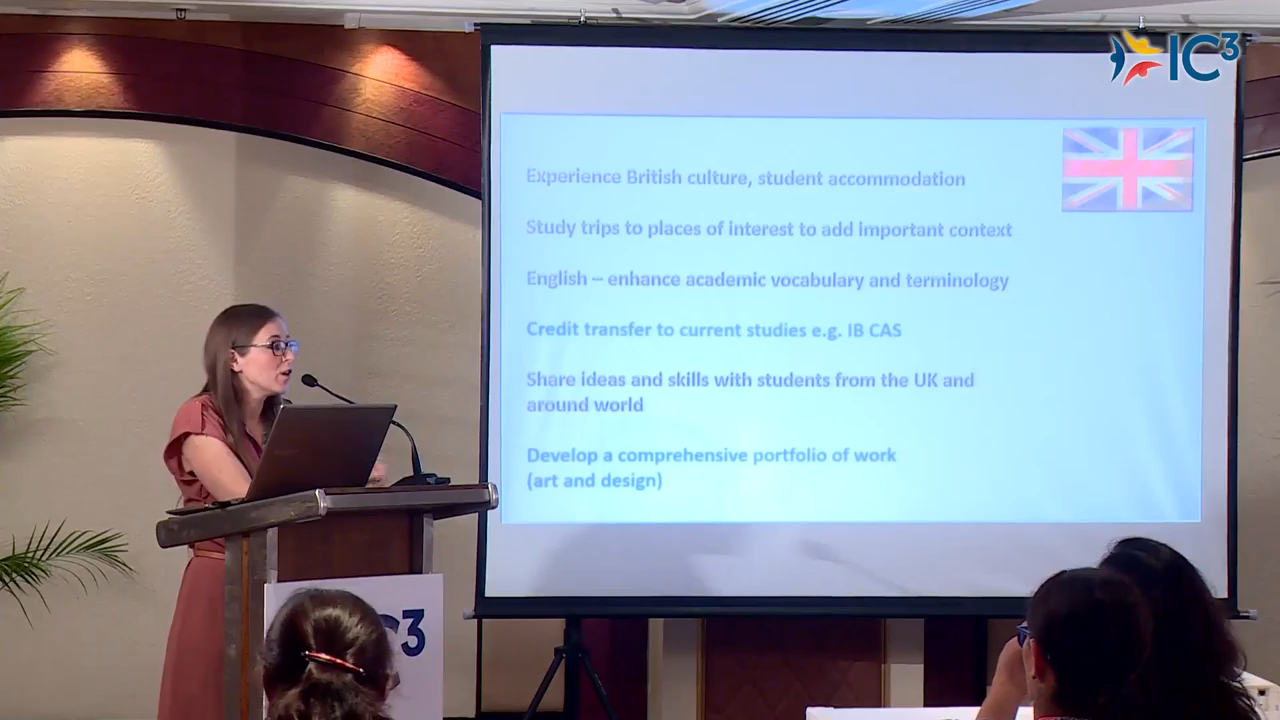 IC³
Experience British culture, student accommodation
Study trips to places of interest to add important context
English – enhance academic vocabulary and terminology
Credit transfer to current studies e.g. IB CAS
Share ideas and skills with students from the UK and
around world
Develop a comprehensive portfolio of work
(art and design)
C3